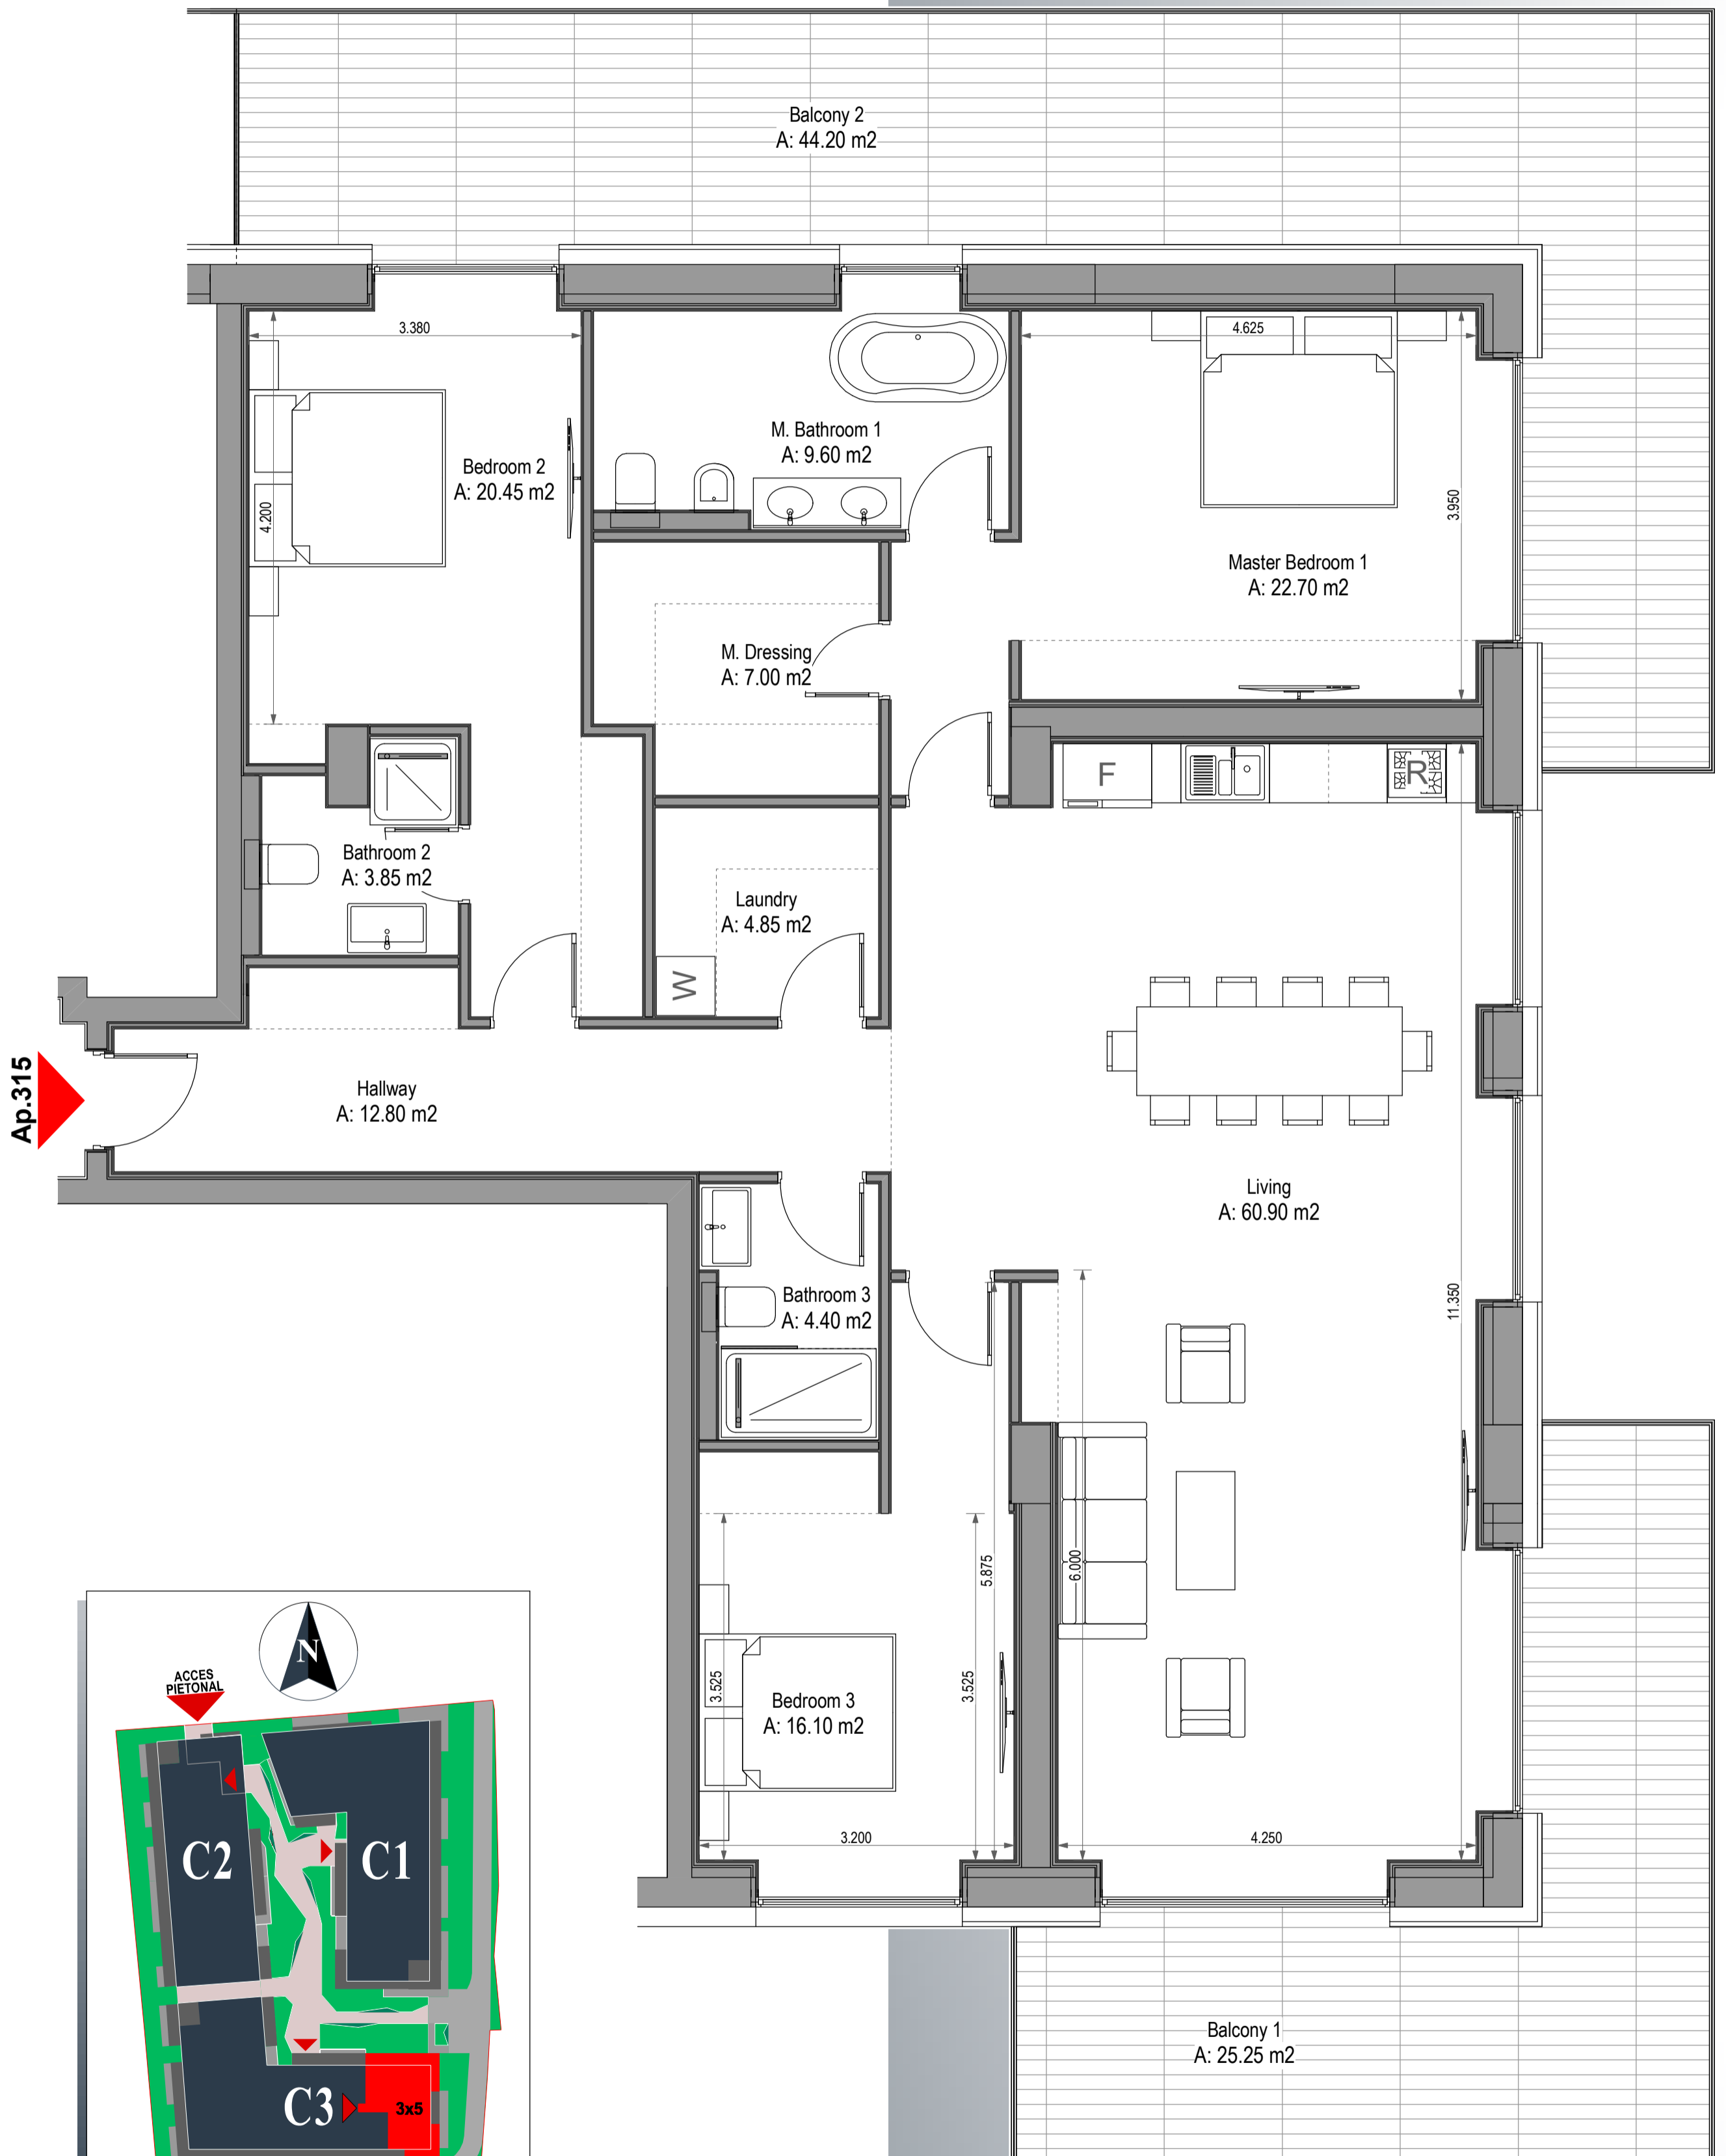 Balcony 2
A: 44.20 m2
3.380
4.625
M. Bathroom 1
A: 9.60 m2
Bedroom 2
A: 20.45 m2
4.200
3.950
Master Bedroom 1
A: 22.70 m2
M. Dressing
A: 7.00 m2
F
R
Bathroom 2
A: 3.85 m2
Laundry
A: 4.85 m2
W
Ap.315
Hallway
A: 12.80 m2
Living
A: 60.90 m2
Bathroom 3
A: 4.40 m2
11.350
5.875
6.000
3.525
3.525
Bedroom 3
A: 16.10 m2
3.200
4.250
N
ACCES
PIETONAL
C2
C1
C3
3x5
Balcony 1
A: 25.25 m2